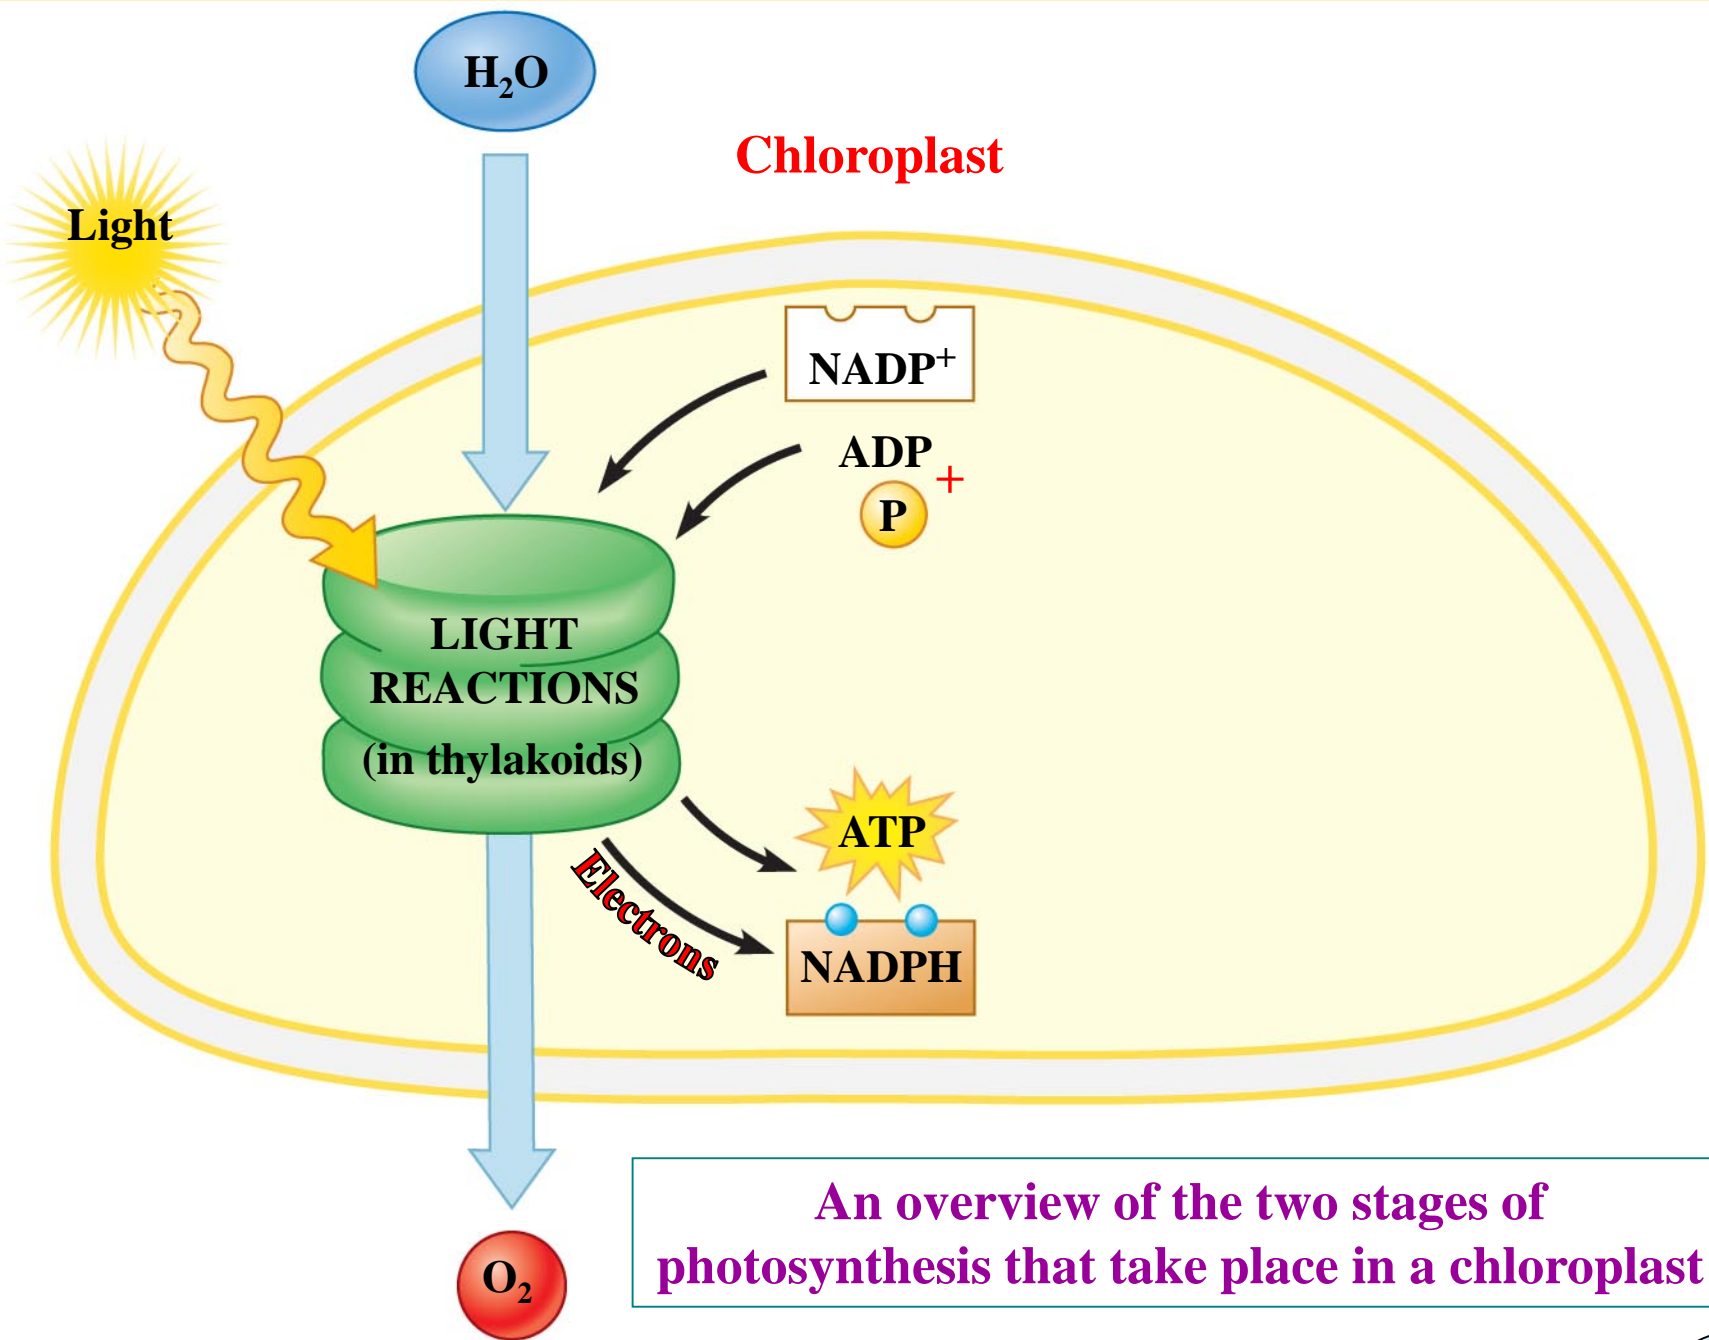 H₂O
Chloroplast
Light
NADP⁺
ADP
+
P
LIGHT
REACTIONS
(in thylakoids)
ATP
Electrons
NADPH
O₂
An overview of the two stages of
photosynthesis that take place in a chloroplast